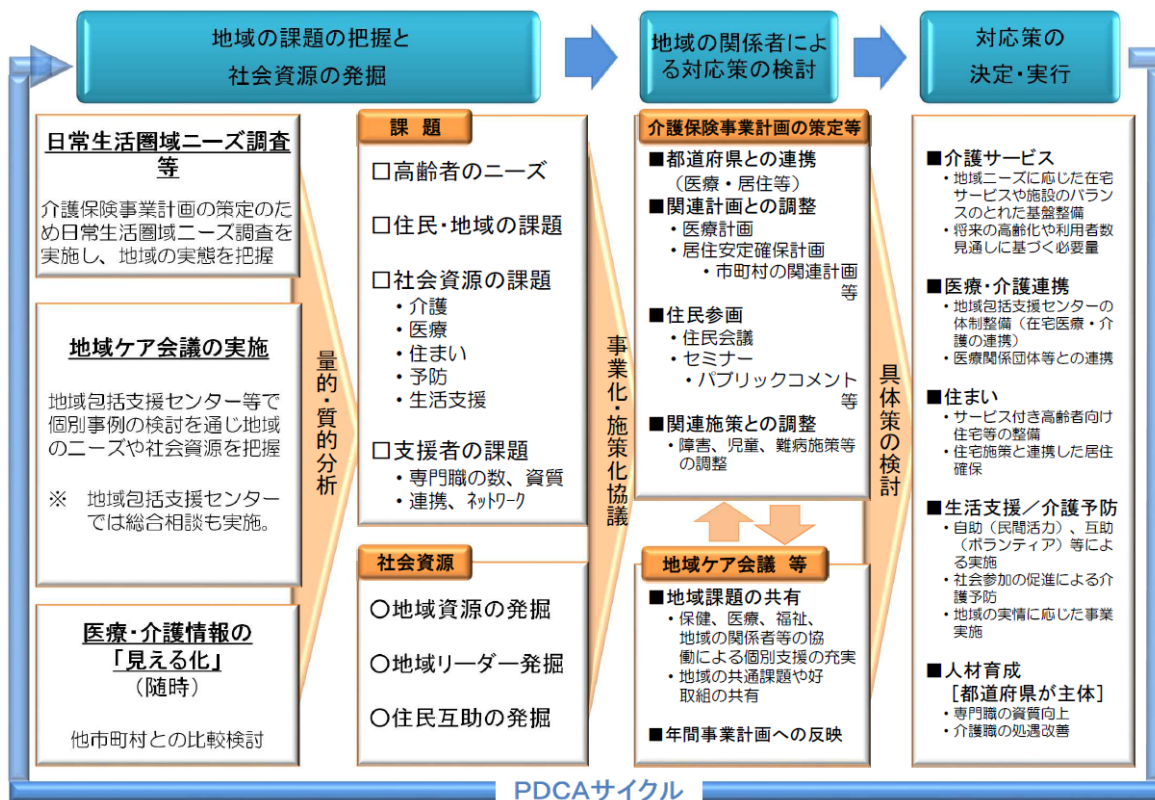 地域の課題の把握と
社会資源の発掘
地域の関係者によ
る対応策の検討
対応策の
決定・実行
日常生活圏域ニーズ調査
等
介護保険事業計画の策定のた
め日常生活圏域ニーズ調査を
実施し、地域の実態を把握
地域ケア会議の実施
地域包括支援センター等で
個別事例の検討を通じ地域
のニーズや社会資源を把握
※ 地域包括支援センター
では総合相談も実施。
医療・介護情報の
「見える化」
（随時）
他市町村との比較検討
量的・質的分析
課 題
□高齢者のニーズ
□住民・地域の課題
□社会資源の課題
・介護
・医療
・住まい
・予防
・生活支援
□支援者の課題
・専門職の数、資質
・連携、ﾈｯﾄﾜｰｸ
社会資源
○地域資源の発掘
○地域リーダー発掘
○住民互助の発掘
事業化・施策化協議
介護保険事業計画の策定等
■都道府県との連携
（医療・居住等）
■関連計画との調整
・医療計画
・居住安定確保計画
・市町村の関連計画
等
■住民参画
・住民会議
・セミナー
・パブリックコメント
等
■関連施策との調整
・障害、児童、難病施策等
の調整
地域ケア会議 等
■地域課題の共有
・保健、医療、福祉、
地域の関係者等の協
働による個別支援の充実
・地域の共通課題や好
取組の共有
■年間事業計画への反映
具体策の検討
■介護サービス
・地域ニーズに応じた在宅
サービスや施設のバランス
のとれた基盤整備
・将来の高齢化や利用者数
見通しに基づく必要量
■医療・介護連携
・地域包括支援センターの
体制整備（在宅医療・介
護の連携）
・医療関係団体等との連携
■住まい
・サービス付き高齢者向け
住宅等の整備
・住宅施策と連携した居住
確保
■生活支援／介護予防
・自助（民間活力）、互助
（ボランティア）等によ
る実施
・社会参加の促進による介
護予防
・地域の実情に応じた事業
実施
■人材育成
［都道府県が主体］
・専門職の資質向上
・介護職の処遇改善
PDCAサイクル